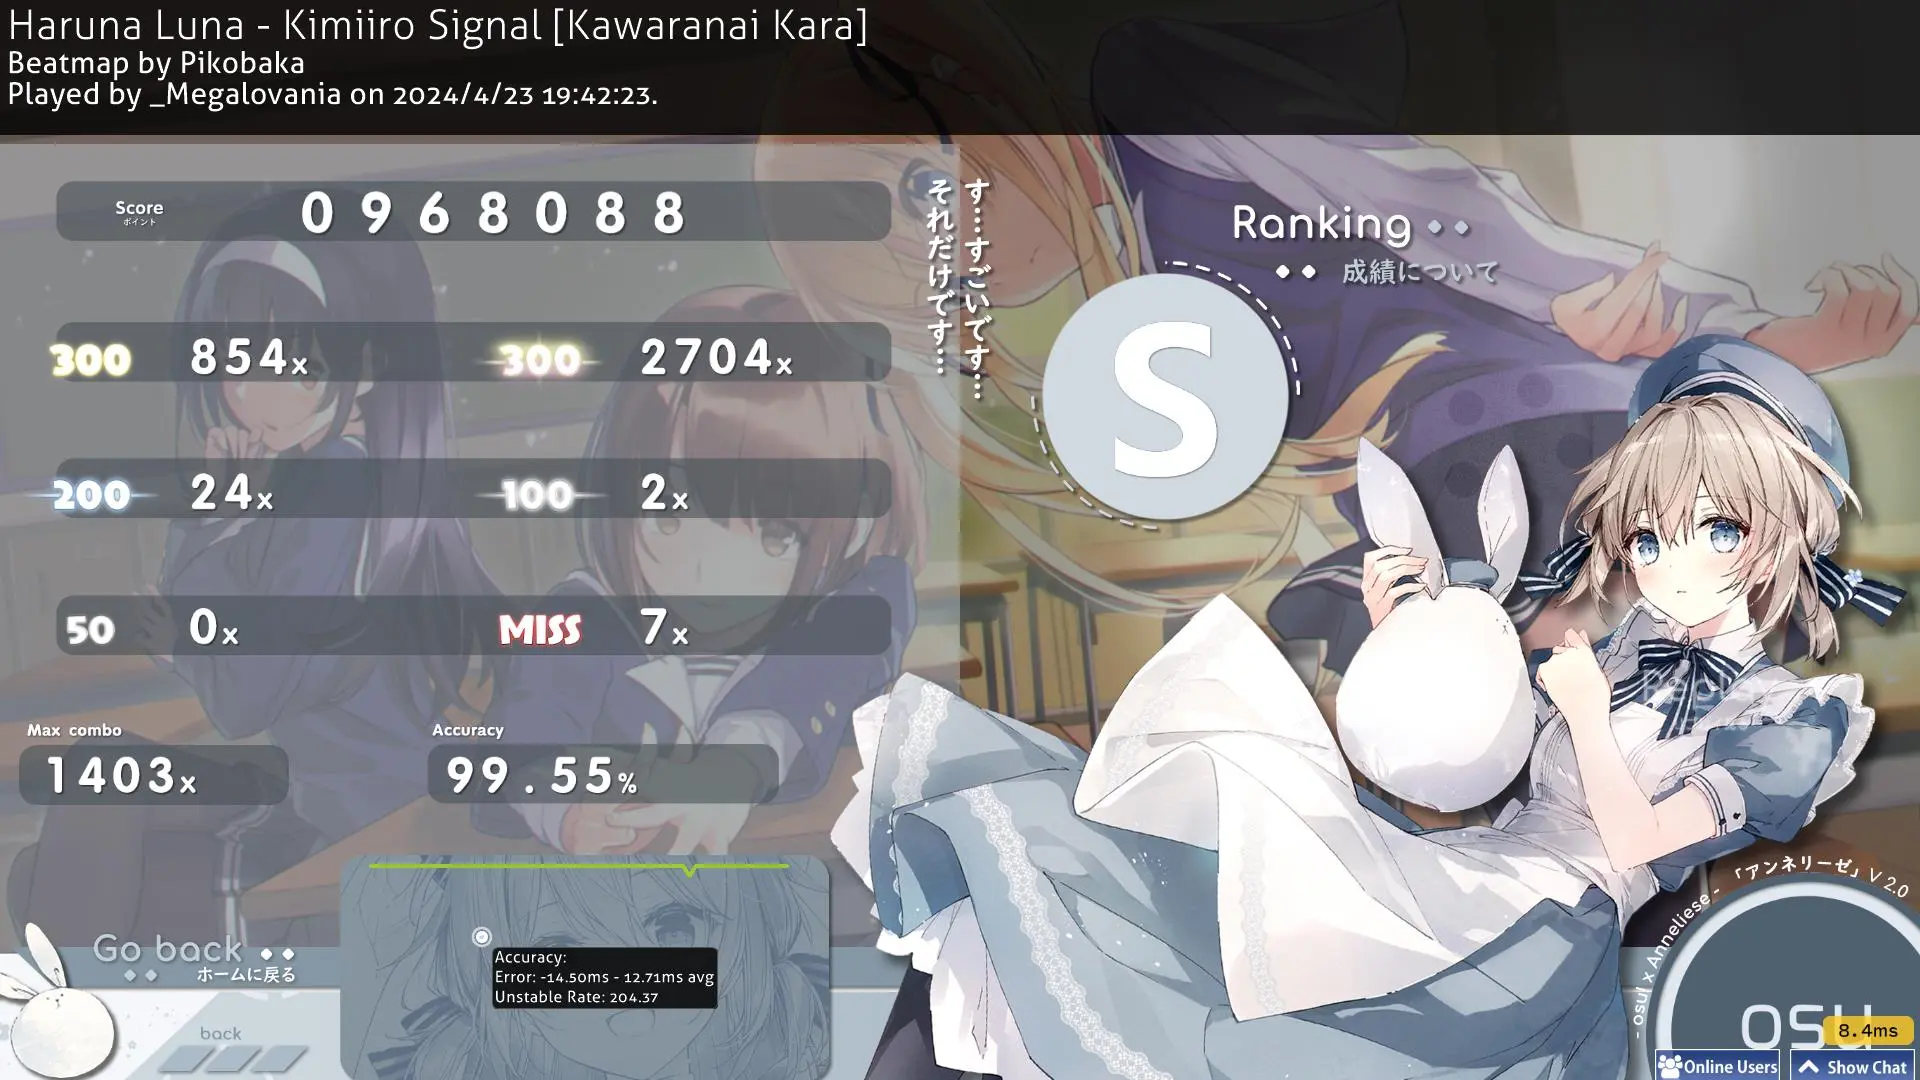 Haruna Luna - Kimiiro Signal [Kawaranai Kara]
Beatmap by Pikobaka
Played by _Megalovania on 2024/4/23 19:42:23.
Score
ポイント
0968088
300 854x 300 2704x
200 24x 100 2x
50 0x MISS 7x
Max combo
1403x
Accuracy
99.55%
す…すごいです…
それだけです…
Ranking
成績について
S
Accuracy:
Error: -14.50ms - 12.71ms avg
Unstable Rate: 204.37
Go back
ホームに戻る
back
- osu! x Anneliese - 「アンネリーゼ」 V 2.0
osu
8.4ms
Online Users
Show Chat